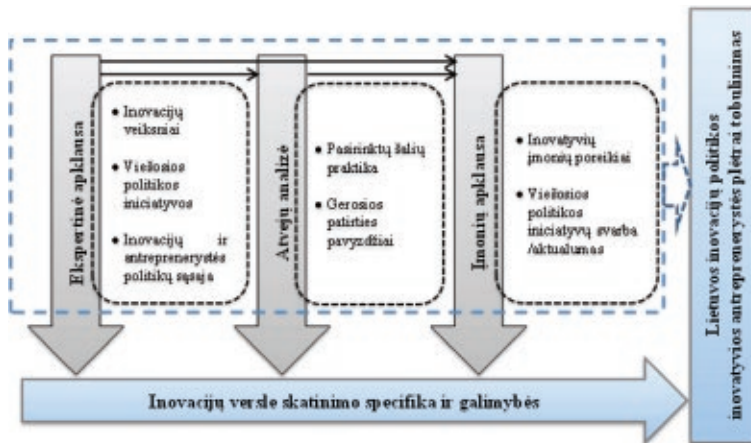 Ekspertinė apklausa
• Inovacijų
veiksniai
• Viešosios
politikos
iniciatyvos
• Inovacijų ir
antreprenerystės
politikų sąsaja
Atvejų analizė
• Pasirinktų šalių
praktika
• Gerosios
patirties
pavyzdžiai
Įmonių apklausa
• Inovatyvių
įmonių poreikiai
• Viešosios
politikos
iniciatyvų svarba
/aktualumas
Lietuvos inovacijų politikos
inovatyvios antreprenerystės plėtrai tobulinimas
Inovacijų versle skatinimo specifika ir galimybės